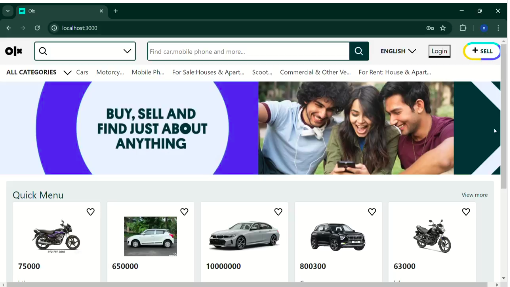 Olx
localhost:3000
olx
Find car,mobile phone and more...
ENGLISH
Login
+ SELL
ALL CATEGORIES Cars Motorcy... Mobile Ph... For Sale:Houses & Apart... Scoot... Commercial & Other Ve... For Rent: House & Apart...
BUY, SELL AND
FIND JUST ABOUT
ANYTHING
Quick Menu
View more
75000
650000
10000000
800300
63000